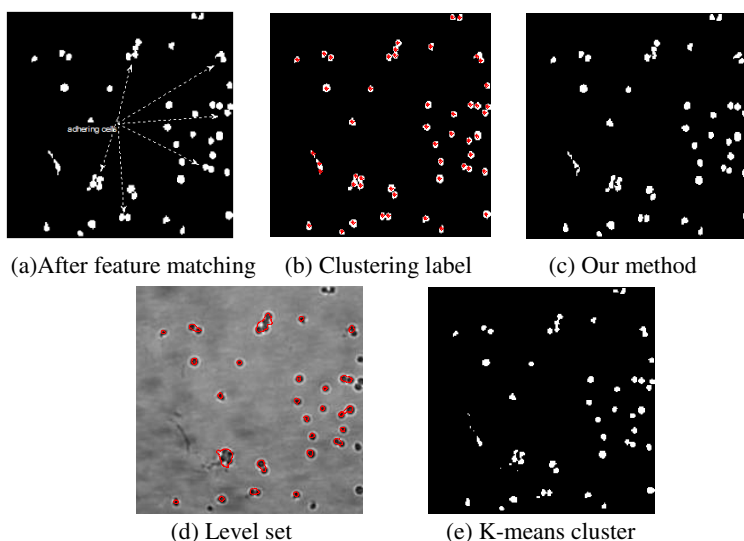 adhering cells
(a)After feature matching
(b) Clustering label
(c) Our method
(d) Level set
(e) K-means cluster